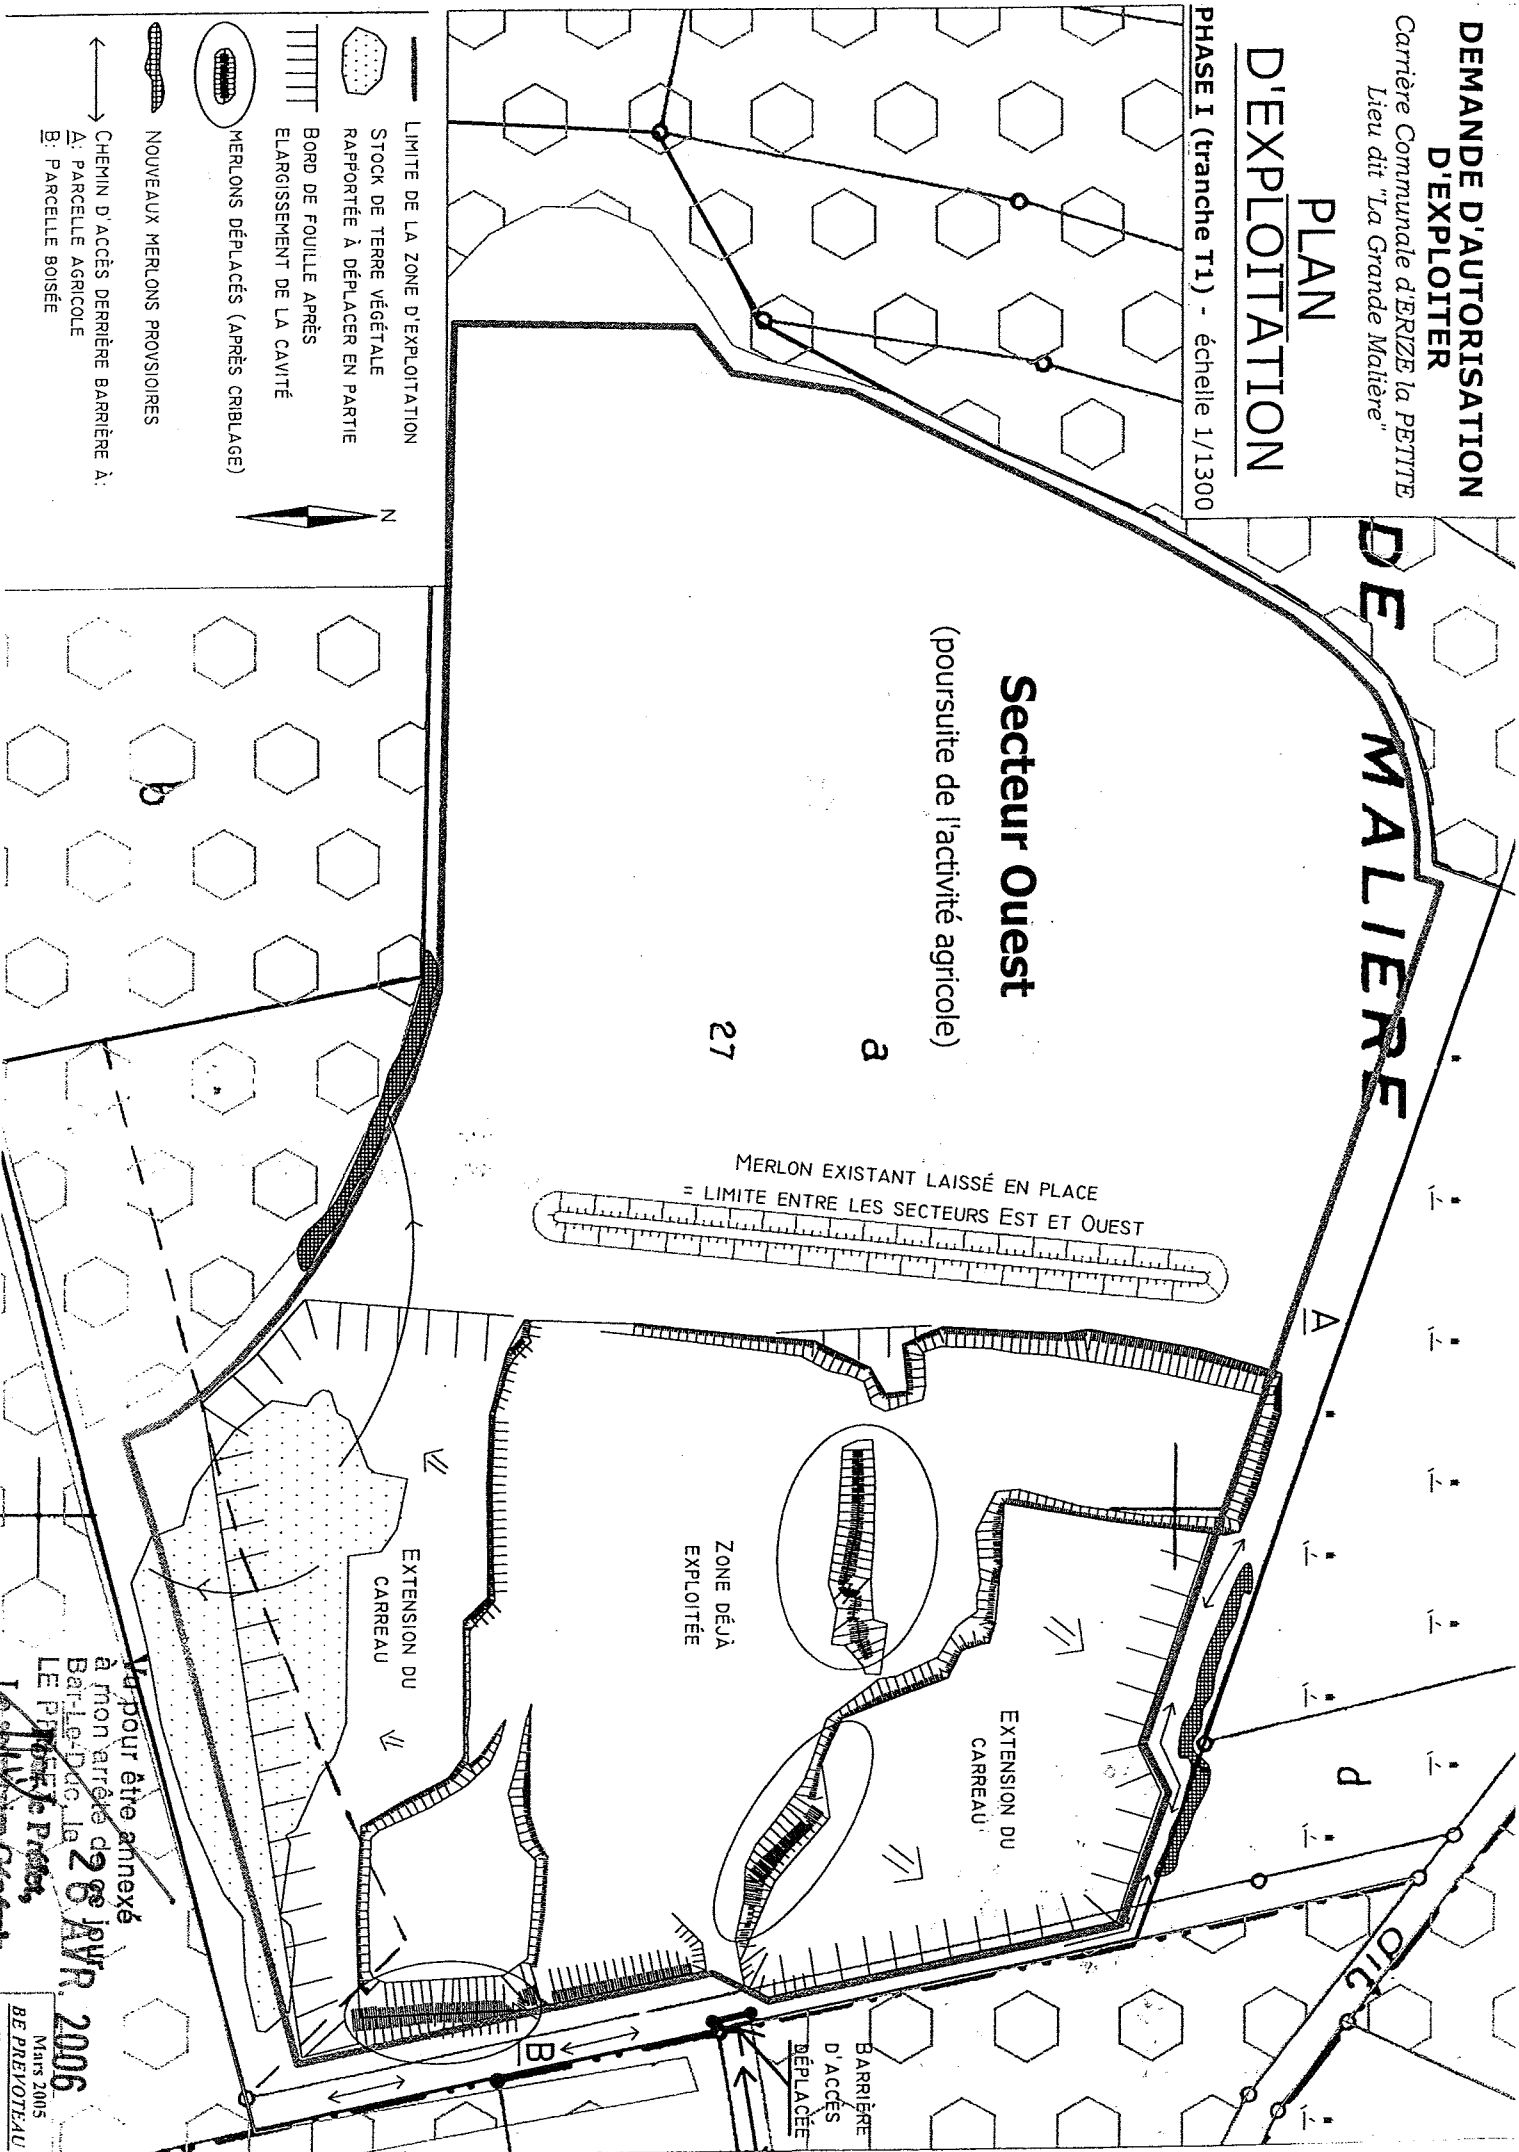 DEMANDE D'AUTORISATION
D'EXPLOITER
Carrière Communale d'ERIZE la PETITE
Lieu dit "La Grande Malière"
PLAN
D'EXPLOITATION
PHASE I (tranche T1) - échelle 1/1300
DE MALIERE
dit
d
A
Secteur Ouest
(poursuite de l'activité agricole)
a
27
MERLON EXISTANT LAISSÉ EN PLACE
= LIMITE ENTRE LES SECTEURS EST ET OUEST
EXTENSION DU
CARREAU
ZONE DÉJÀ
EXPLOITÉE
EXTENSION DU
CARREAU
BARRIÈRE
D'ACCÈS
DÉPLACÉE
B
b
LIMITE DE LA ZONE D'EXPLOITATION
STOCK DE TERRE VÉGÉTALE
RAPPORTÉE À DÉPLACER EN PARTIE
BORD DE FOUILLE APRÈS
ELARGISSEMENT DE LA CAVITÉ
MERLONS DÉPLACÉS (APRÈS CRIBLAGE)
NOUVEAUX MERLONS PROVSIOIRES
CHEMIN D'ACCÈS DERRIÈRE BARRIÈRE À:
A: PARCELLE AGRICOLE
B: PARCELLE BOISÉE
N
Vu pour être annexé
à mon arrêté de ce jour
Bar-Le-Duc, le 26 AVR. 2006
LE PREFET,
Pour le Préfet,
Mars 2005
BE PREVOTEAU